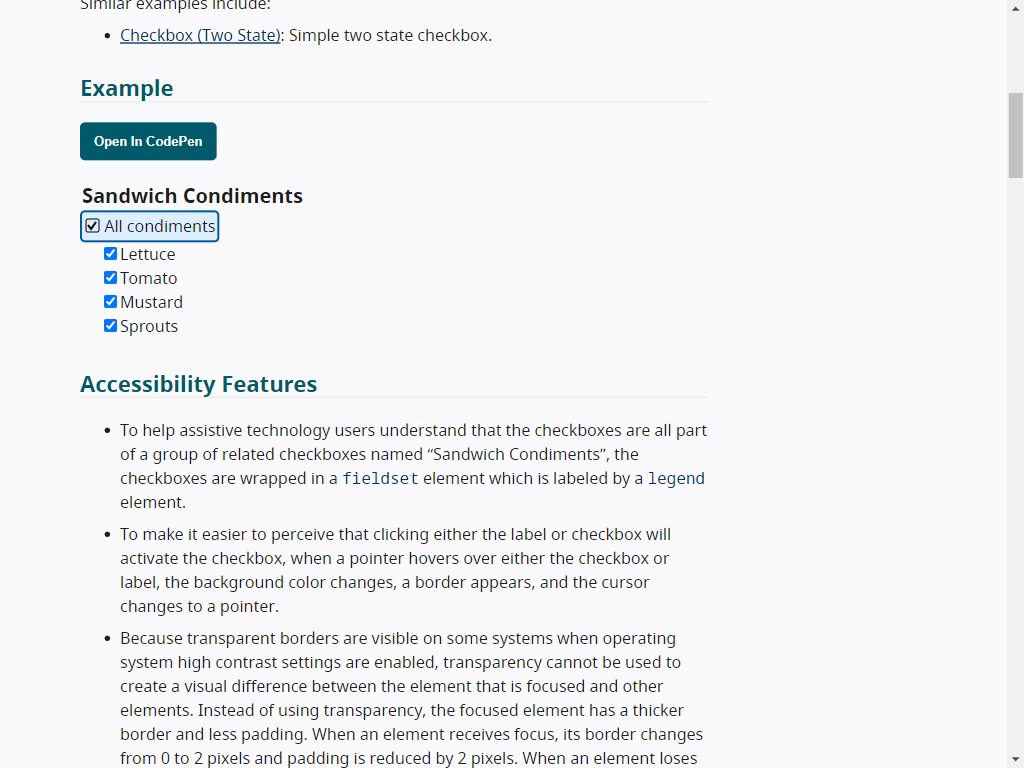 Similar examples include:
• Checkbox (Two State): Simple two state checkbox.
Example
Open In CodePen
Sandwich Condiments
All condiments
Lettuce
Tomato
Mustard
Sprouts
Accessibility Features
• To help assistive technology users understand that the checkboxes are all part
of a group of related checkboxes named “Sandwich Condiments”, the
checkboxes are wrapped in a fieldset element which is labeled by a legend
element.
• To make it easier to perceive that clicking either the label or checkbox will
activate the checkbox, when a pointer hovers over either the checkbox or
label, the background color changes, a border appears, and the cursor
changes to a pointer.
• Because transparent borders are visible on some systems when operating
system high contrast settings are enabled, transparency cannot be used to
create a visual difference between the element that is focused and other
elements. Instead of using transparency, the focused element has a thicker
border and less padding. When an element receives focus, its border changes
from 0 to 2 pixels and padding is reduced by 2 pixels. When an element loses